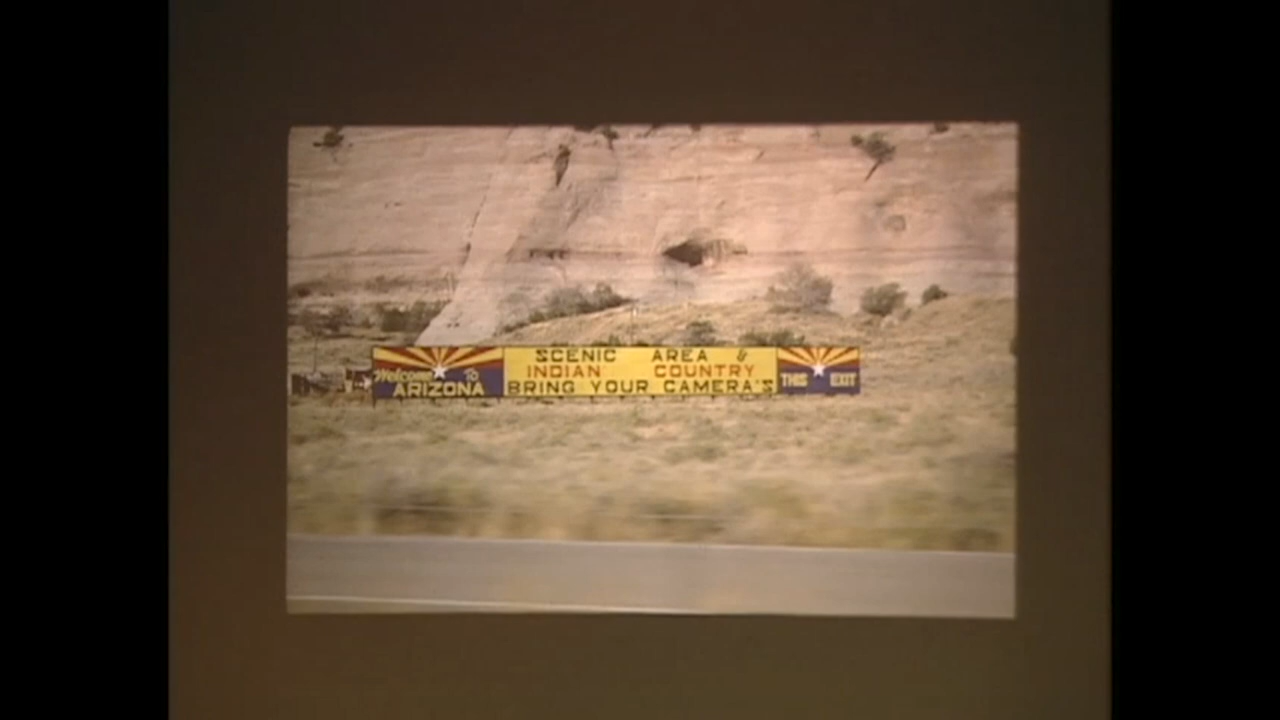 Welcome To
ARIZONA
SCENIC AREA &
INDIAN COUNTRY
BRING YOUR CAMERA'S
THIS EXIT